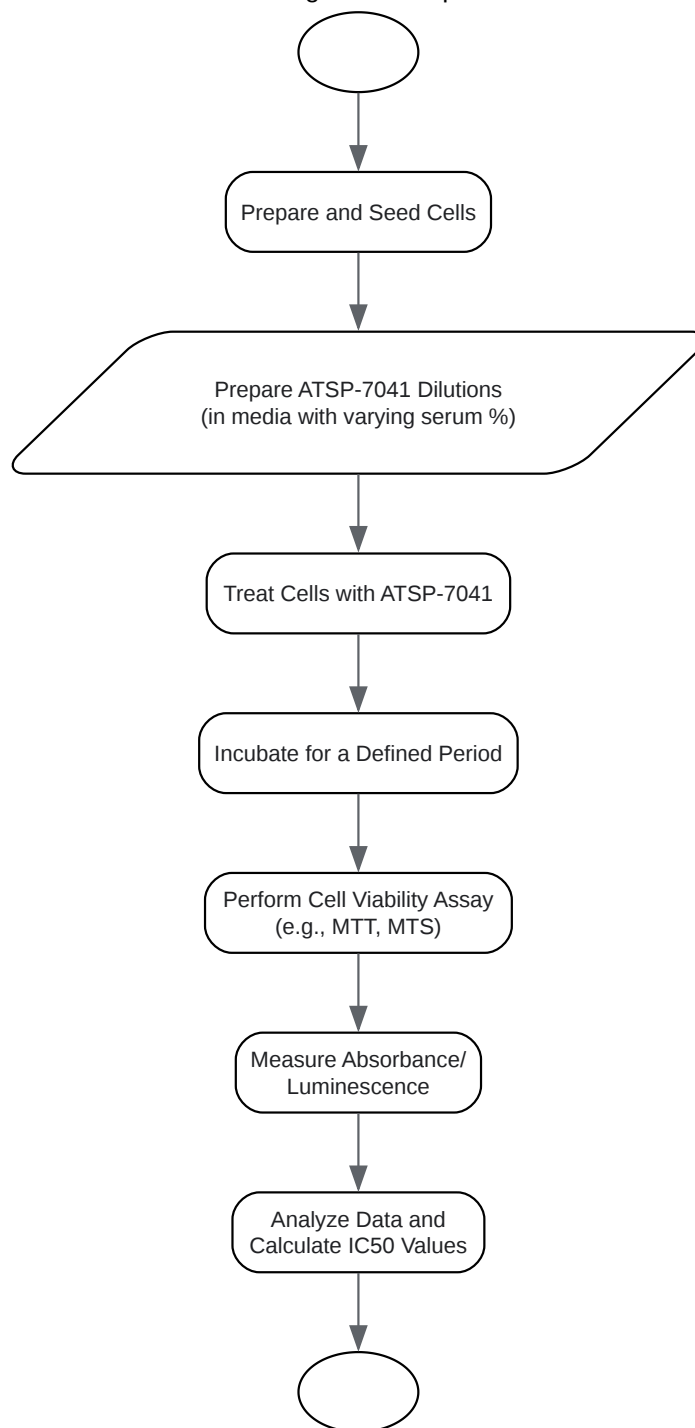 Prepare and Seed Cells
Prepare ATSP-7041 Dilutions
(in media with varying serum %)
Treat Cells with ATSP-7041
Incubate for a Defined Period
Perform Cell Viability Assay
(e.g., MTT, MTS)
Measure Absorbance/
Luminescence
Analyze Data and
Calculate IC50 Values